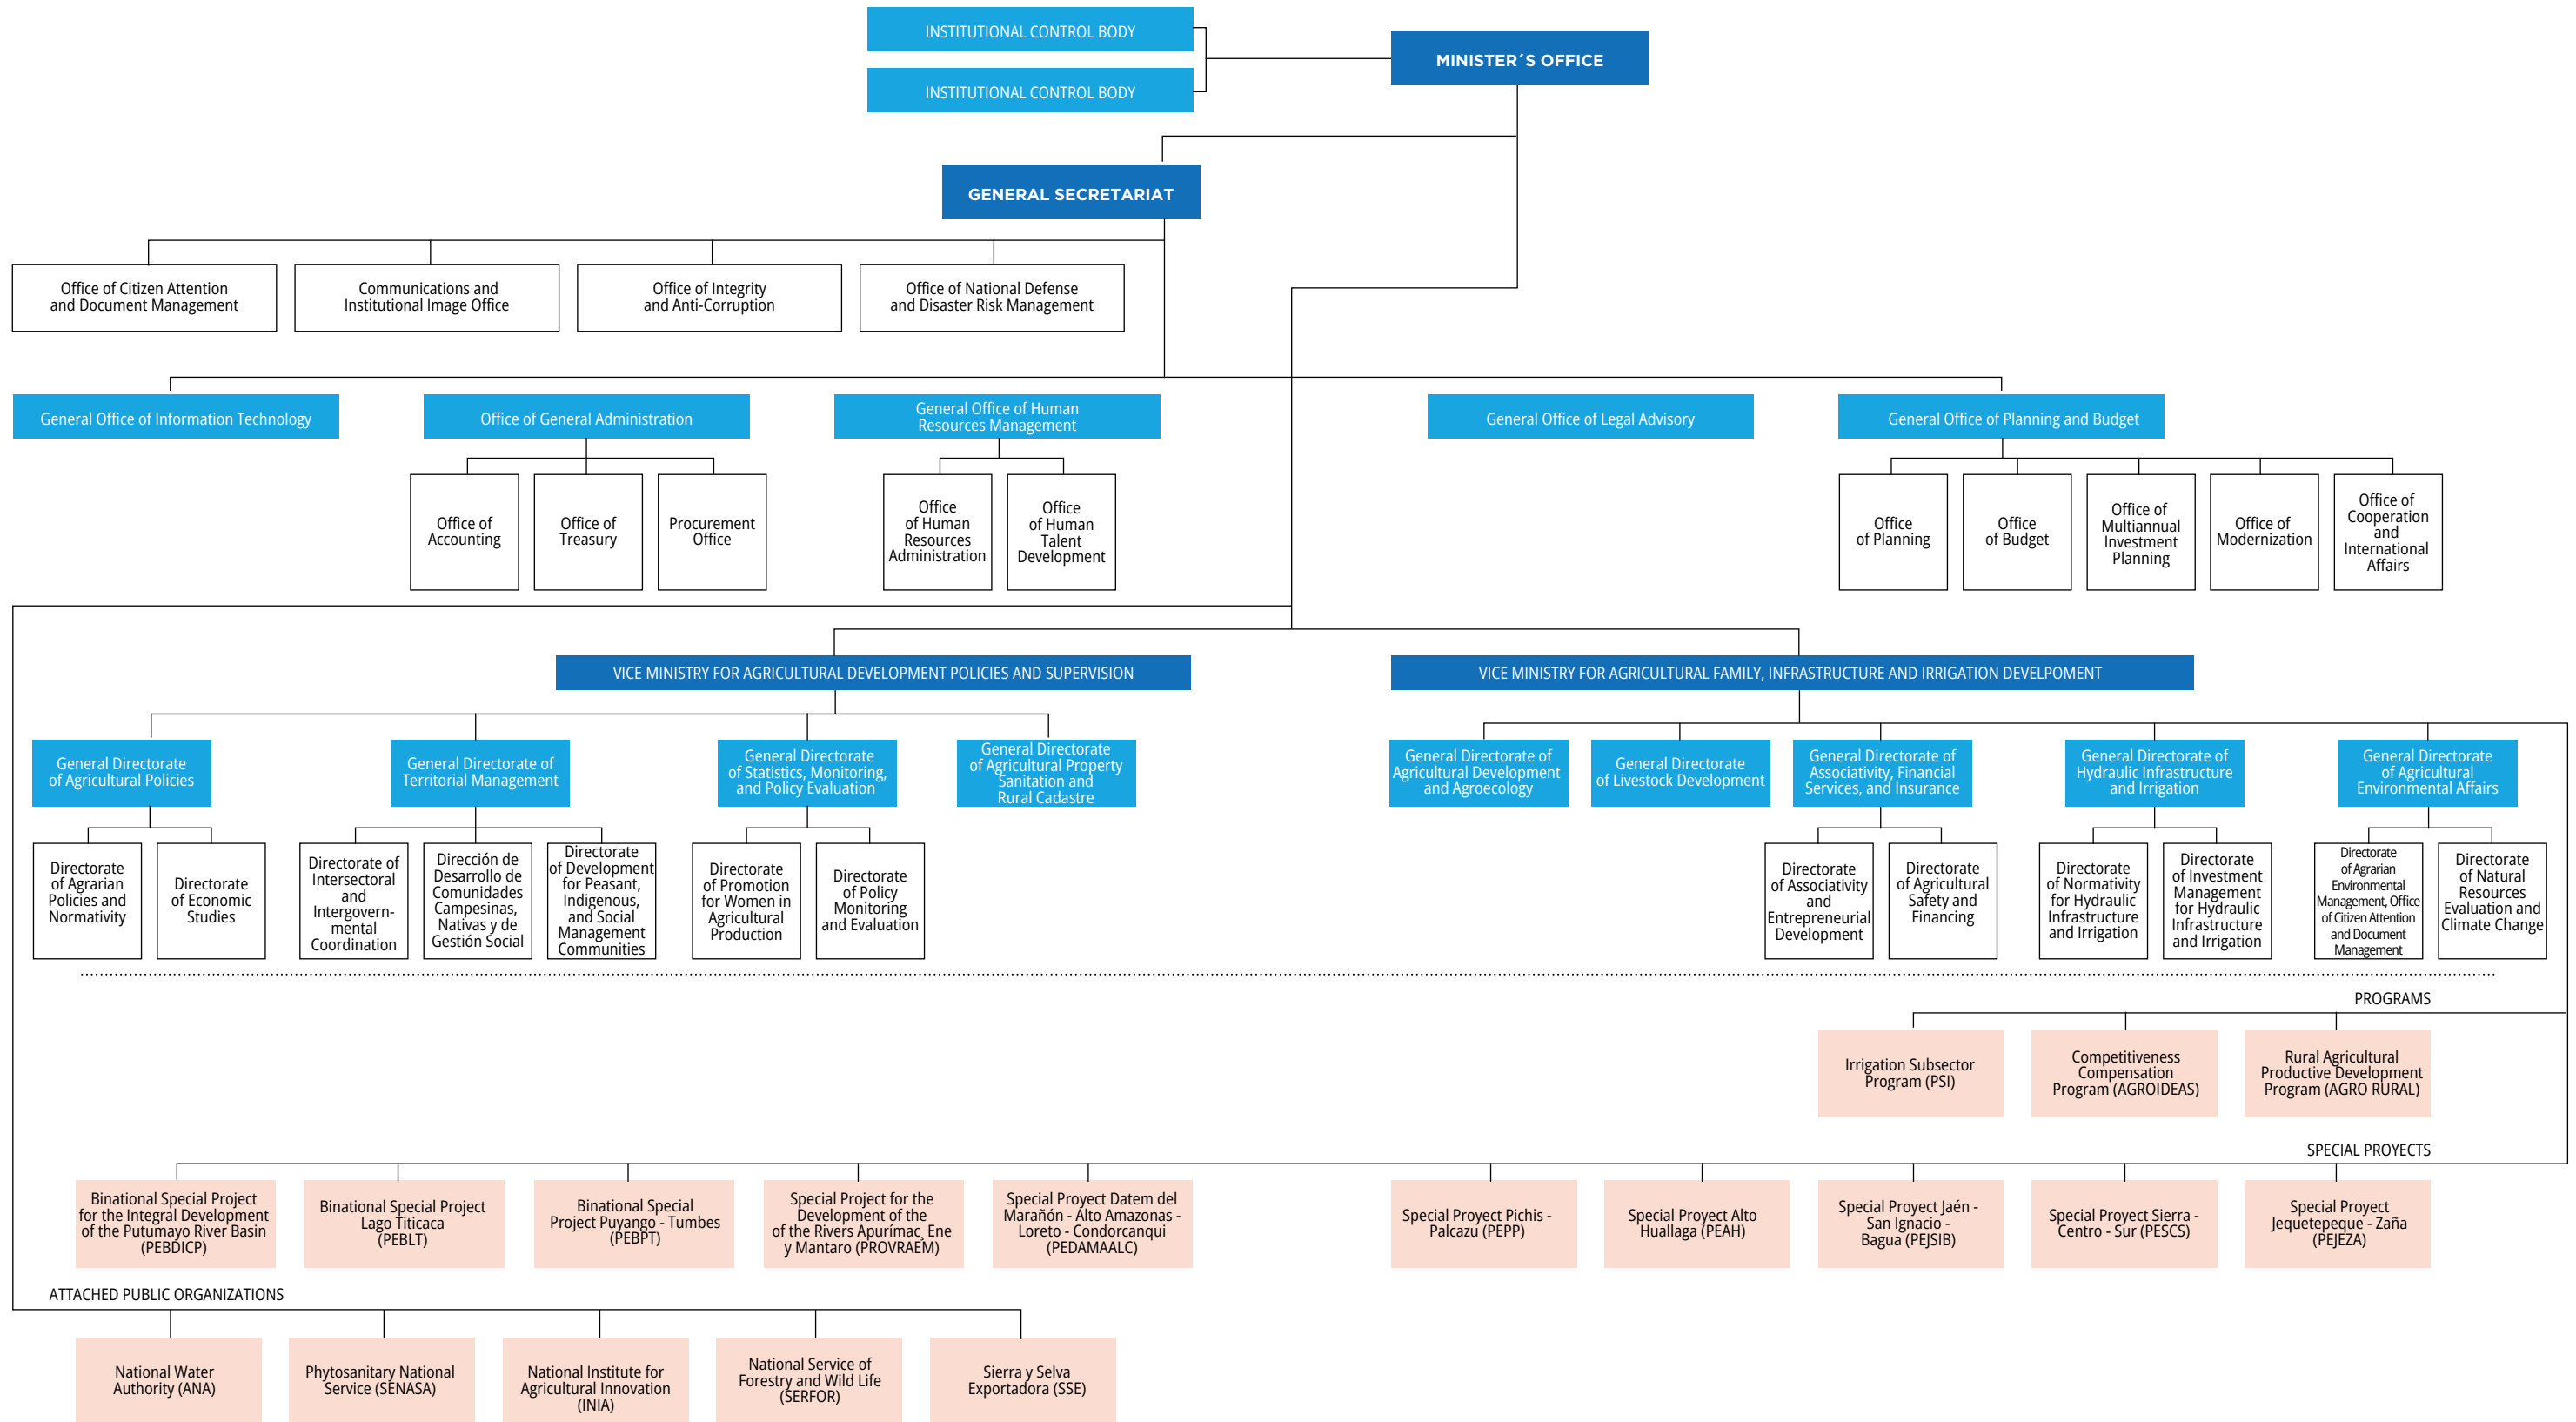 INSTITUTIONAL CONTROL BODY
MINISTER´S OFFICE
INSTITUTIONAL CONTROL BODY
GENERAL SECRETARIAT
Office of Citizen Attention
and Document Management
Communications and
Institutional Image Office
Office of Integrity
and Anti-Corruption
Office of National Defense
and Disaster Risk Management
General Office of Information Technology
Office of General Administration
General Office of Human
Resources Management
General Office of Legal Advisory
General Office of Planning and Budget
Office of
Accounting
Office of
Treasury
Procurement
Office
Office
of Human
Resources
Administration
Office
of Human
Talent
Development
Office
of Planning
Office
of Budget
Office of
Multiannual
Investment
Planning
Office of
Modernization
Office of
Cooperation
and
International
Affairs
VICE MINISTRY FOR AGRICULTURAL DEVELOPMENT POLICIES AND SUPERVISION
VICE MINISTRY FOR AGRICULTURAL FAMILY, INFRASTRUCTURE AND IRRIGATION DEVELPOMENT
General Directorate
of Agricultural Policies
General Directorate of
Territorial Management
General Directorate
of Statistics, Monitoring,
and Policy Evaluation
General Directorate
of Agricultural Property
Sanitation and
Rural Cadastre
General Directorate of
Agricultural Development
and Agroecology
General Directorate
of Livestock Development
General Directorate of
Associativity, Financial
Services, and Insurance
General Directorate of
Hydraulic Infrastructure
and Irrigation
General Directorate
of Agricultural
Environmental Affairs
Directorate
of Agrarian
Policies and
Normativity
Directorate
of Economic
Studies
Directorate of
Intersectoral
and
Intergovern-
mental
Coordination
Dirección de
Desarrollo de
Comunidades
Campesinas,
Nativas y de
Gestión Social
Directorate
of Development
for Peasant,
Indigenous,
and Social
Management
Communities
Directorate
of Promotion
for Women in
Agricultural
Production
Directorate
of Policy
Monitoring
and Evaluation
Directorate
of Associativity
and
Entrepreneurial
Development
Directorate
of Agricultural
Safety and
Financing
Directorate
of Normativity
for Hydraulic
Infrastructure
and Irrigation
Directorate
of Investment
Management
for Hydraulic
Infrastructure
and Irrigation
Directorate
of Agrarian
Environmental
Management, Office
of Citizen Attention
and Document
Management
Directorate
of Natural
Resources
Evaluation and
Climate Change
PROGRAMS
Irrigation Subsector
Program (PSI)
Competitiveness
Compensation
Program (AGROIDEAS)
Rural Agricultural
Productive Development
Program (AGRO RURAL)
SPECIAL PROYECTS
Binational Special Project
for the Integral Development
of the Putumayo River Basin
(PEBDICP)
Binational Special Project
Lago Titicaca
(PEBLT)
Binational Special
Project Puyango - Tumbes
(PEBPT)
Special Project for the
Development of the
of the Rivers Apurímac, Ene
y Mantaro (PROVRAEM)
Special Proyect Datem del
Marañón - Alto Amazonas -
Loreto - Condorcanqui
(PEDAMAALC)
Special Proyect Pichis -
Palcazu (PEPP)
Special Proyect Alto
Huallaga (PEAH)
Special Proyect Jaén -
San Ignacio -
Bagua (PEJSIB)
Special Proyect Sierra -
Centro - Sur (PESCS)
Special Proyect
Jequetepeque - Zaña
(PEJEZA)
ATTACHED PUBLIC ORGANIZATIONS
National Water
Authority (ANA)
Phytosanitary National
Service (SENASA)
National Institute for
Agricultural Innovation
(INIA)
National Service of
Forestry and Wild Life
(SERFOR)
Sierra y Selva
Exportadora (SSE)